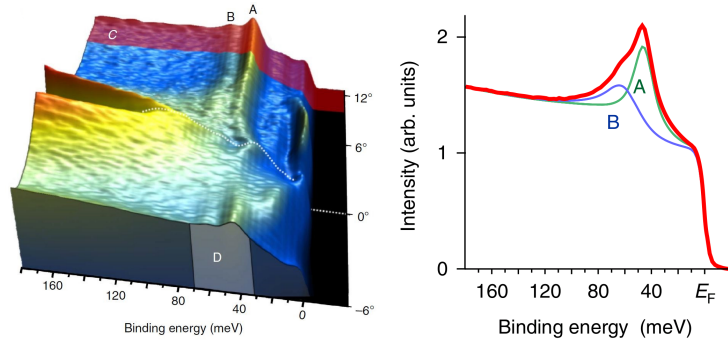 B
A
C
12°
6°
0°
−6°
D
160
120
80
40
0
Binding energy (meV)
2
1
0
Intensity (arb. units)
A
B
160
120
80
40
EF
Binding energy (meV)